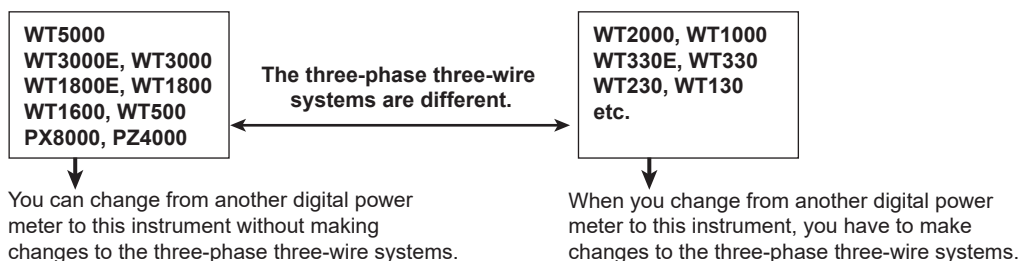 WT5000
WT3000E, WT3000
WT1800E, WT1800
WT1600, WT500
PX8000, PZ4000
The three-phase three-wire
systems are different.
WT2000, WT1000
WT330E, WT330
WT230, WT130
etc.
You can change from another digital power
meter to this instrument without making
changes to the three-phase three-wire systems.
When you change from another digital power
meter to this instrument, you have to make
changes to the three-phase three-wire systems.